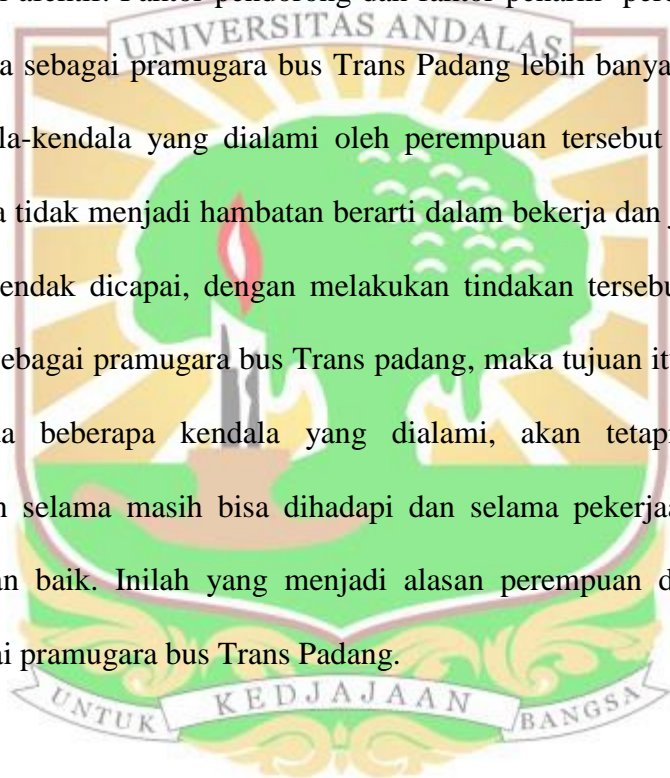 UNIVERSITAS ANDALAS
a sebagai pramugara bus Trans Padang lebih banya
la-kendala yang dialami oleh perempuan tersebut
a tidak menjadi hambatan berarti dalam bekerja dan
endak dicapai, dengan melakukan tindakan tersebu
sebagai pramugara bus Trans padang, maka tujuan it
a beberapa kendala yang dialami, akan tetapi
n selama masih bisa dihadapi dan selama pekerja
an baik. Inilah yang menjadi alasan perempuan d
ai pramugara bus Trans Padang.
UNTUK KEDJAJAAN BANGSA